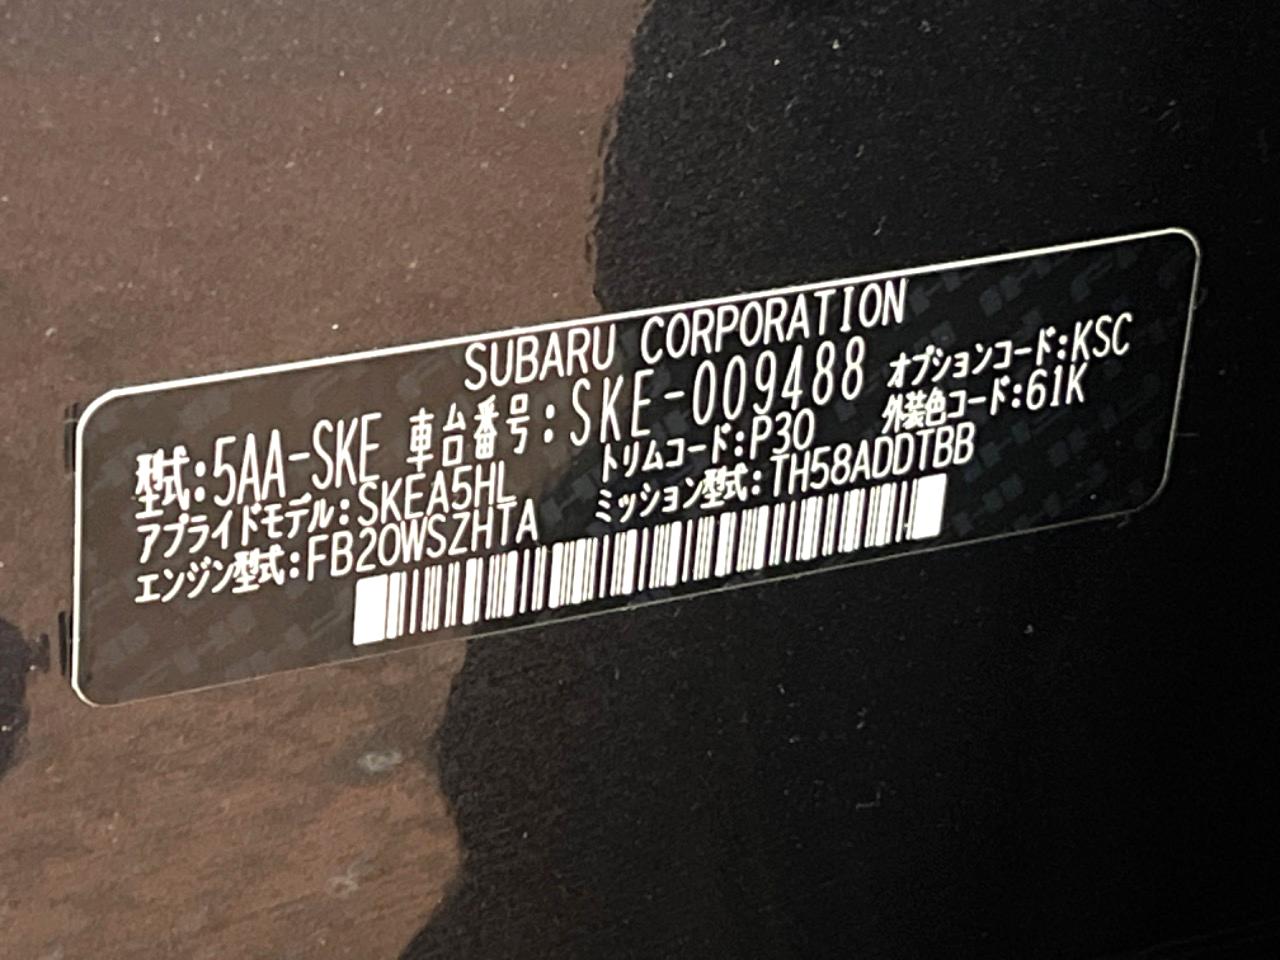 SUBARU CORPORATION
型式:5AA-SKE 車台番号:SKE-009488 オプションコード:KSC
アプライドモデル:SKEA5HL トリムコード:P30 外装色コード:61K
エンジン型式:FB20WSZHTA ミッション型式:TH58ADDTBB